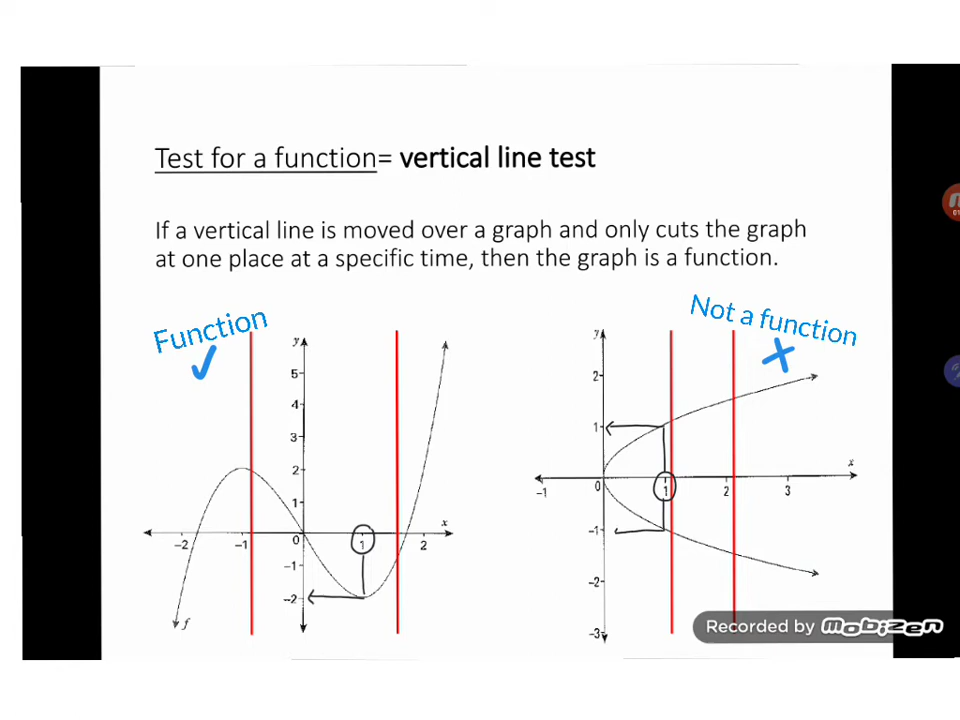 Test for a function= vertical line test
If a vertical line is moved over a graph and only cuts the graph
at one place at a specific time, then the graph is a function.
Function
Not a function
y
5
4
3
2
1
x
-2
-1
0
1
2
-1
-2
f
y
2
1
x
-1
0
1
2
3
-1
-2
-3
Recorded by mobizen